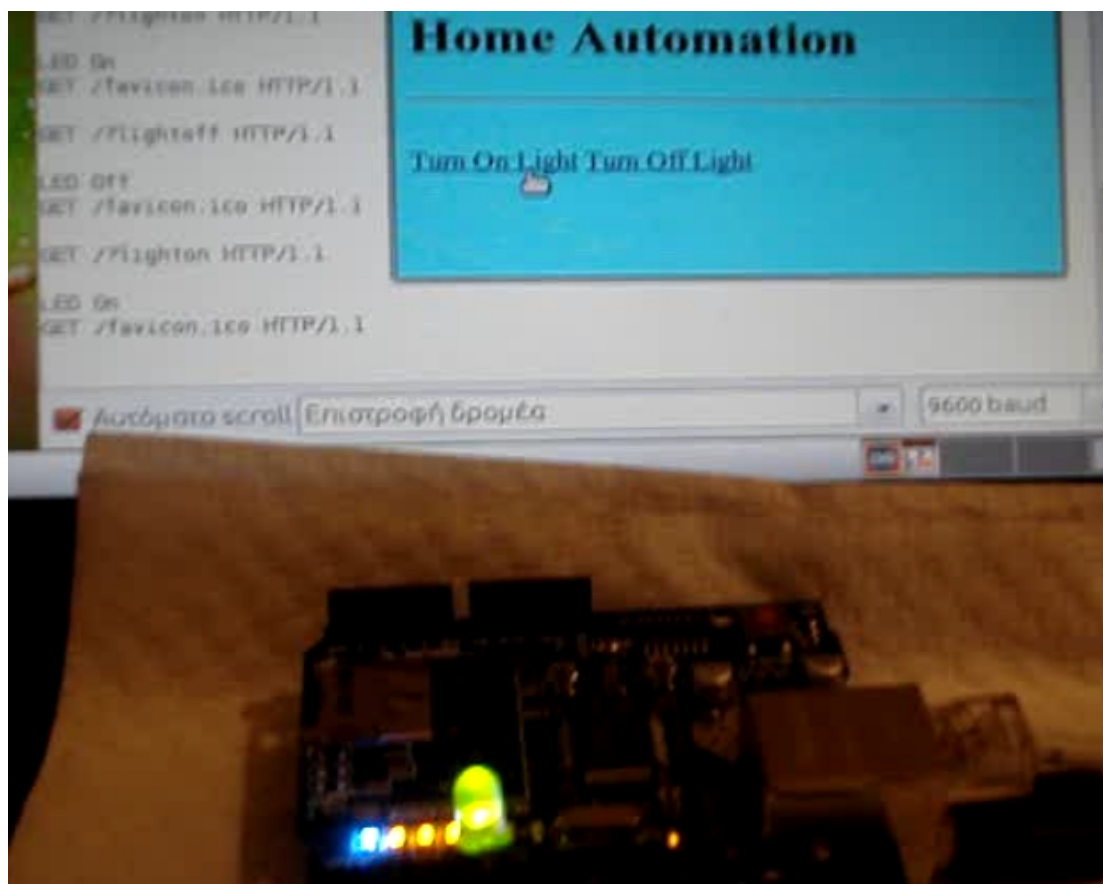 GET /?lighton HTTP/1.1
LED On
GET /favicon.ico HTTP/1.1
GET /?lightoff HTTP/1.1
LED Off
GET /favicon.ico HTTP/1.1
GET /?lighton HTTP/1.1
LED On
GET /favicon.ico HTTP/1.1
Home Automation
Turn On Light Turn Off Light
Αυτόματο scroll Επιστροφή δρομέα 9600 baud